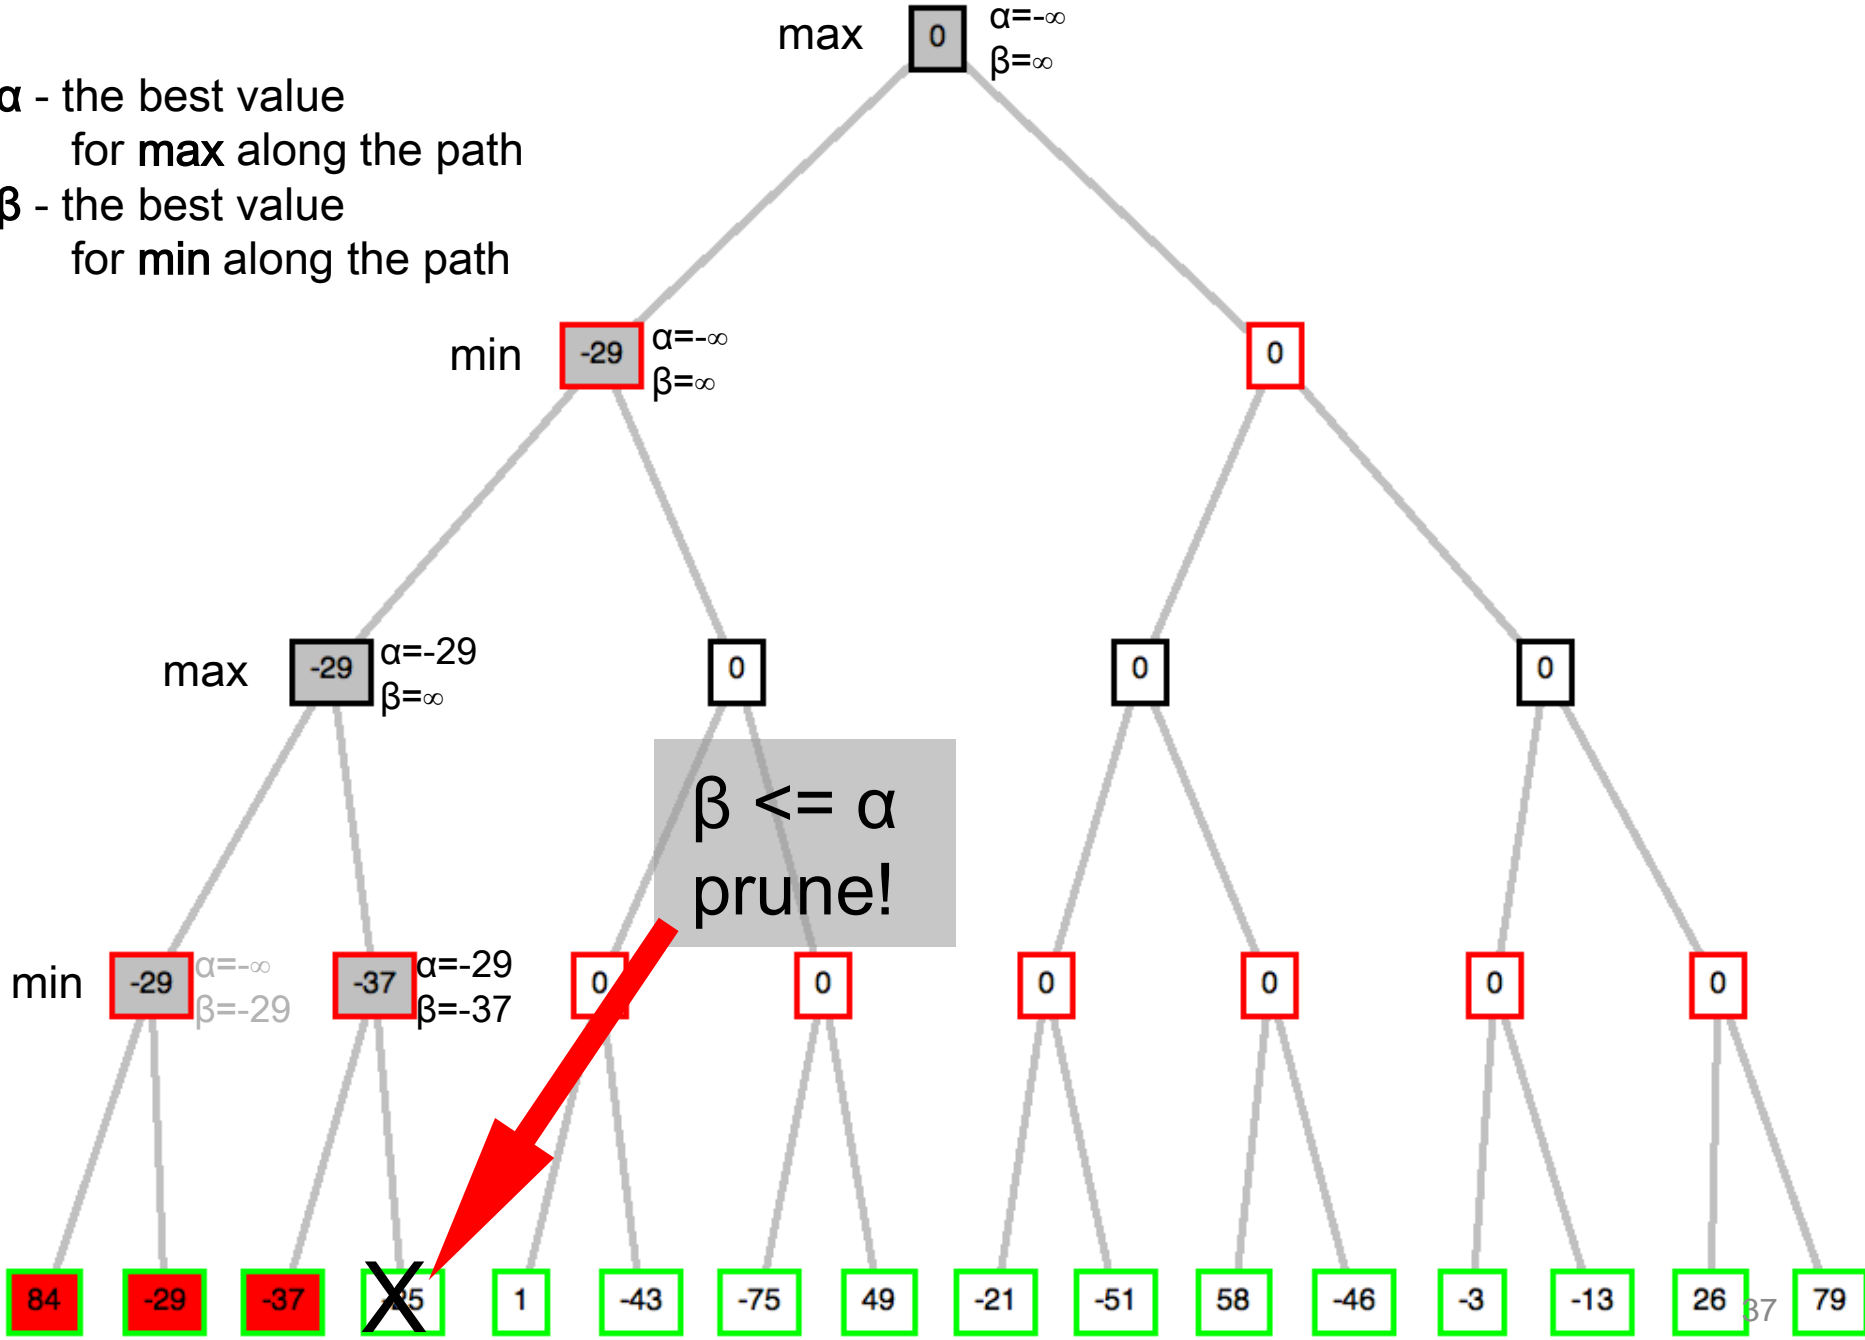 max 0 α=-∞
β=∞
α - the best value
for max along the path
β - the best value
for min along the path
min -29 α=-∞
β=∞
0
max -29 α=-29
β=∞
0 0 0
β <= α
prune!
min -29 α=-∞
β=-29
-37 α=-29
β=-37
0 0 0 0 0 0
84 -29 -37 X 1 -43 -75 49 -21 -51 58 -46 -3 -13 26 37 79